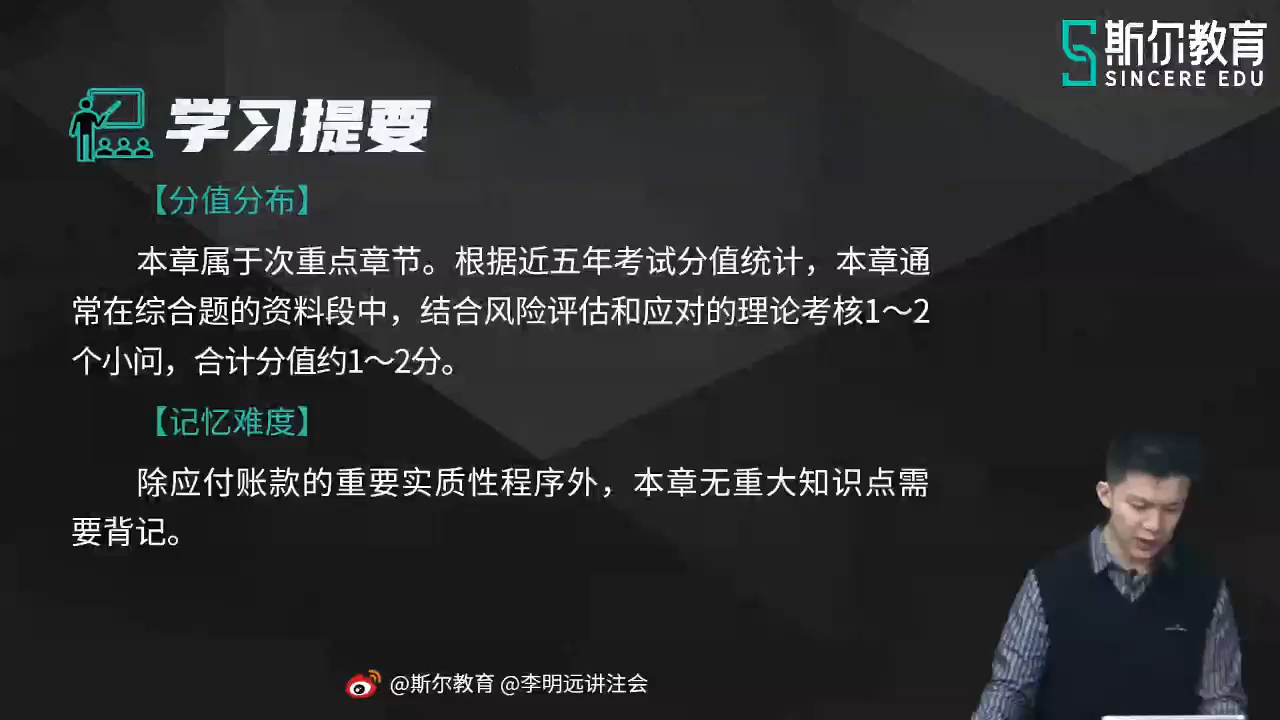 斯尔教育
SINCERE EDU
学习提要
【分值分布】
本章属于次重点章节。根据近五年考试分值统计，本章通
常在综合题的资料段中，结合风险评估和应对的理论考核1～2
个小问，合计分值约1～2分。
【记忆难度】
除应付账款的重要实质性程序外，本章无重大知识点需
要背记。
@斯尔教育 @李明远讲注会